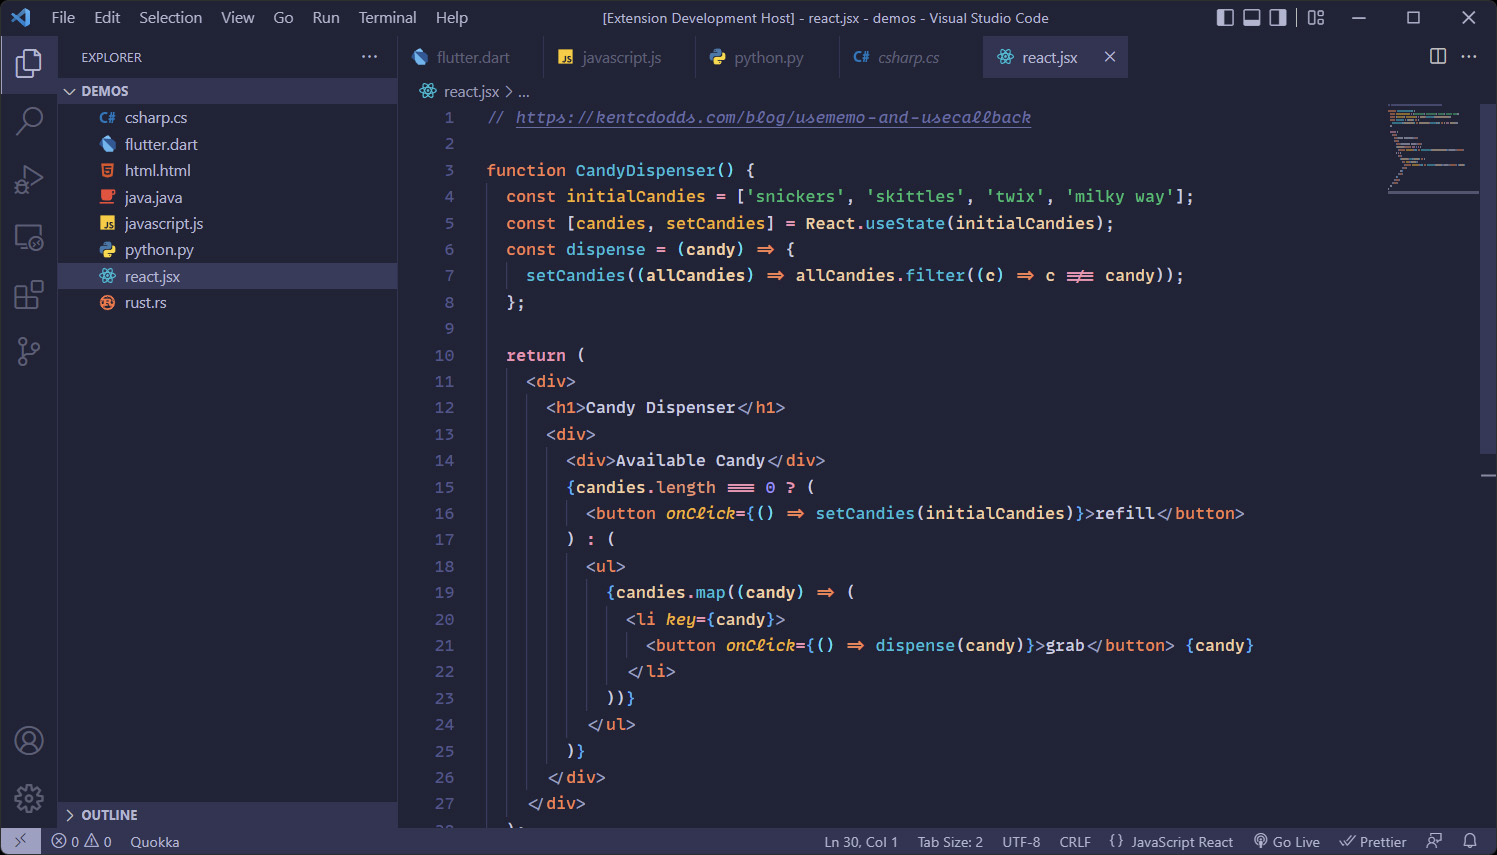 File Edit Selection View Go Run Terminal Help
[Extension Development Host] - react.jsx - demos - Visual Studio Code
EXPLORER
DEMOS
C# csharp.cs
flutter.dart
html.html
java.java
JS javascript.js
python.py
react.jsx
rust.rs
OUTLINE
flutter.dart
JS javascript.js
python.py
C# csharp.cs
react.jsx
react.jsx > ...
1 // https://kentcdodds.com/blog/usememo-and-usecallback
2
3 function CandyDispenser() {
4 const initialCandies = ['snickers', 'skittles', 'twix', 'milky way'];
5 const [candies, setCandies] = React.useState(initialCandies);
6 const dispense = (candy) => {
7 setCandies((allCandies) => allCandies.filter((c) => c !== candy));
8 };
9
10 return (
11 <div>
12 <h1>Candy Dispenser</h1>
13 <div>
14 <div>Available Candy</div>
15 {candies.length === 0 ? (
16 <button onClick={() => setCandies(initialCandies)}>refill</button>
17 ) : (
18 <ul>
19 {candies.map((candy) => (
20 <li key={candy}>
21 <button onClick={() => dispense(candy)}>grab</button> {candy}
22 </li>
23 ))}
24 </ul>
25 )}
26 </div>
27 </div>
0 0 Quokka
Ln 30, Col 1 Tab Size: 2 UTF-8 CRLF {} JavaScript React Go Live Prettier